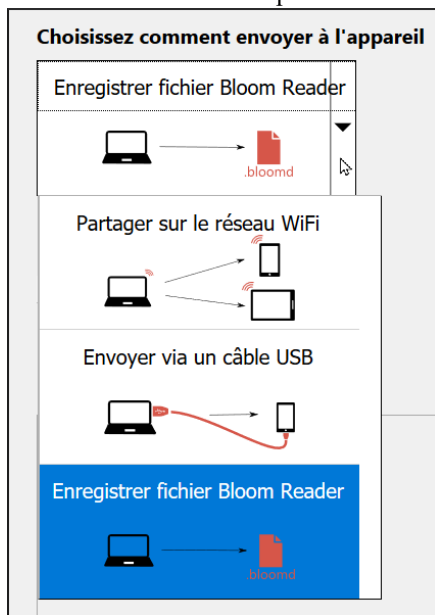 Choisissez comment envoyer à l'appareil
Enregistrer fichier Bloom Reader
.bloomd
Partager sur le réseau WiFi
Envoyer via un câble USB
Enregistrer fichier Bloom Reader
.bloomd